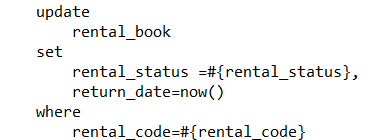 update
rental_book
set
rental_status =#{rental_status},
return_date=now()
where
rental_code=#{rental_code}